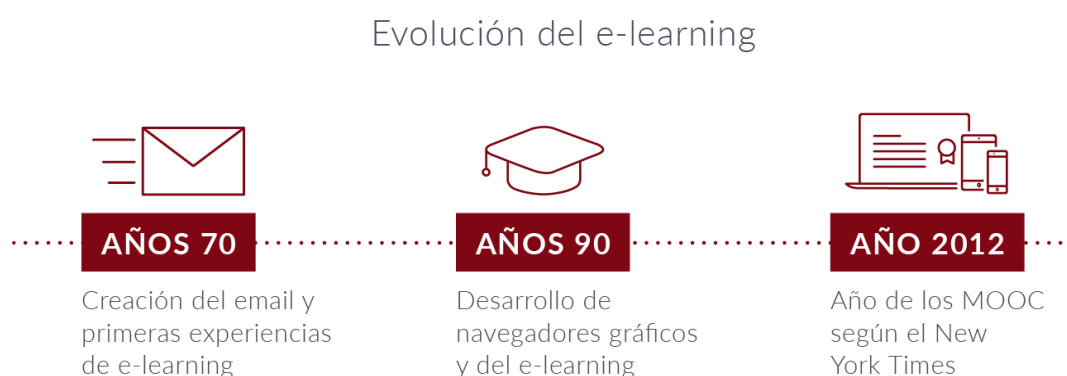 Evolución del e-learning
AÑOS 70
Creación del email y
primeras experiencias
de e-learning
AÑOS 90
Desarrollo de
navegadores gráficos
y del e-learning
AÑO 2012
Año de los MOOC
según el New
York Times